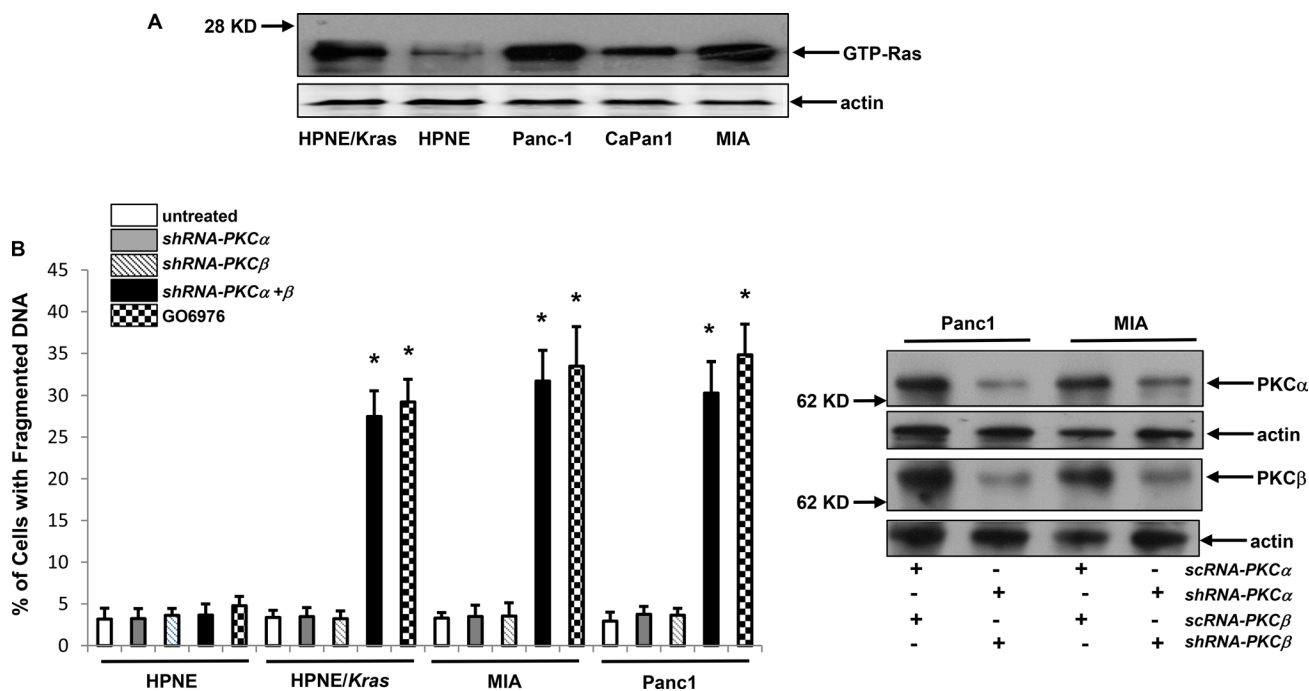 A
28 KD
GTP-Ras
actin
HPNE/Kras HPNE Panc-1 CaPan1 MIA
B
untreated
shRNA-PKCα
shRNA-PKCβ
shRNA-PKCα +β
GO6976
% of Cells with Fragmented DNA
45
40
35
30
25
20
15
10
5
0
* * * * * *
HPNE HPNE/Kras MIA Panc1
Panc1 MIA
PKCα
62 KD
actin
PKCβ
62 KD
actin
+ - + - scRNA-PKCα
- + - + shRNA-PKCα
+ - + - scRNA-PKCβ
- + - + shRNA-PKCβ